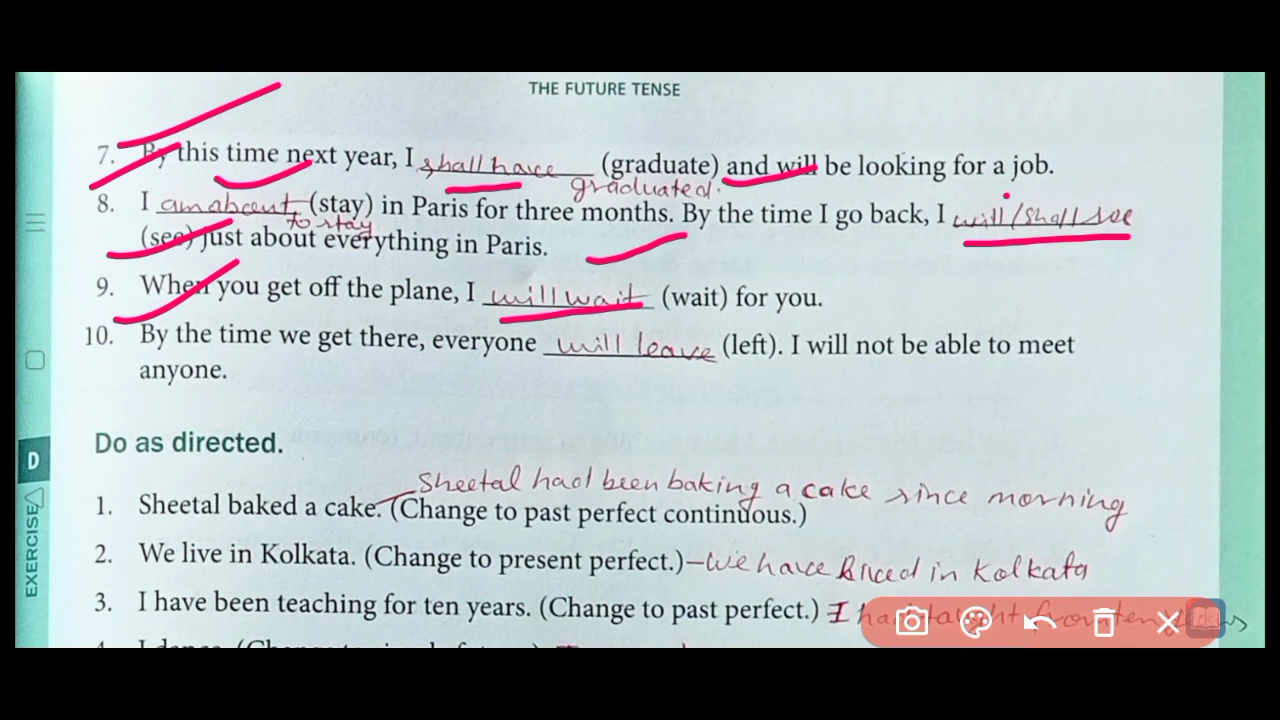 THE FUTURE TENSE
7. By this time next year, I shall have (graduate) and will be looking for a job.
graduated.
8. I am about (stay) in Paris for three months. By the time I go back, I will/shall see
to stay
(see) just about everything in Paris.
9. When you get off the plane, I will wait (wait) for you.
10. By the time we get there, everyone will leave (left). I will not be able to meet
anyone.
Do as directed.
Sheetal had been baking a cake since morning
1. Sheetal baked a cake. (Change to past perfect continuous.)
2. We live in Kolkata. (Change to present perfect.) – We have lived in Kolkata
3. I have been teaching for ten years. (Change to past perfect.) I had taught from ten
D
EXERCISE